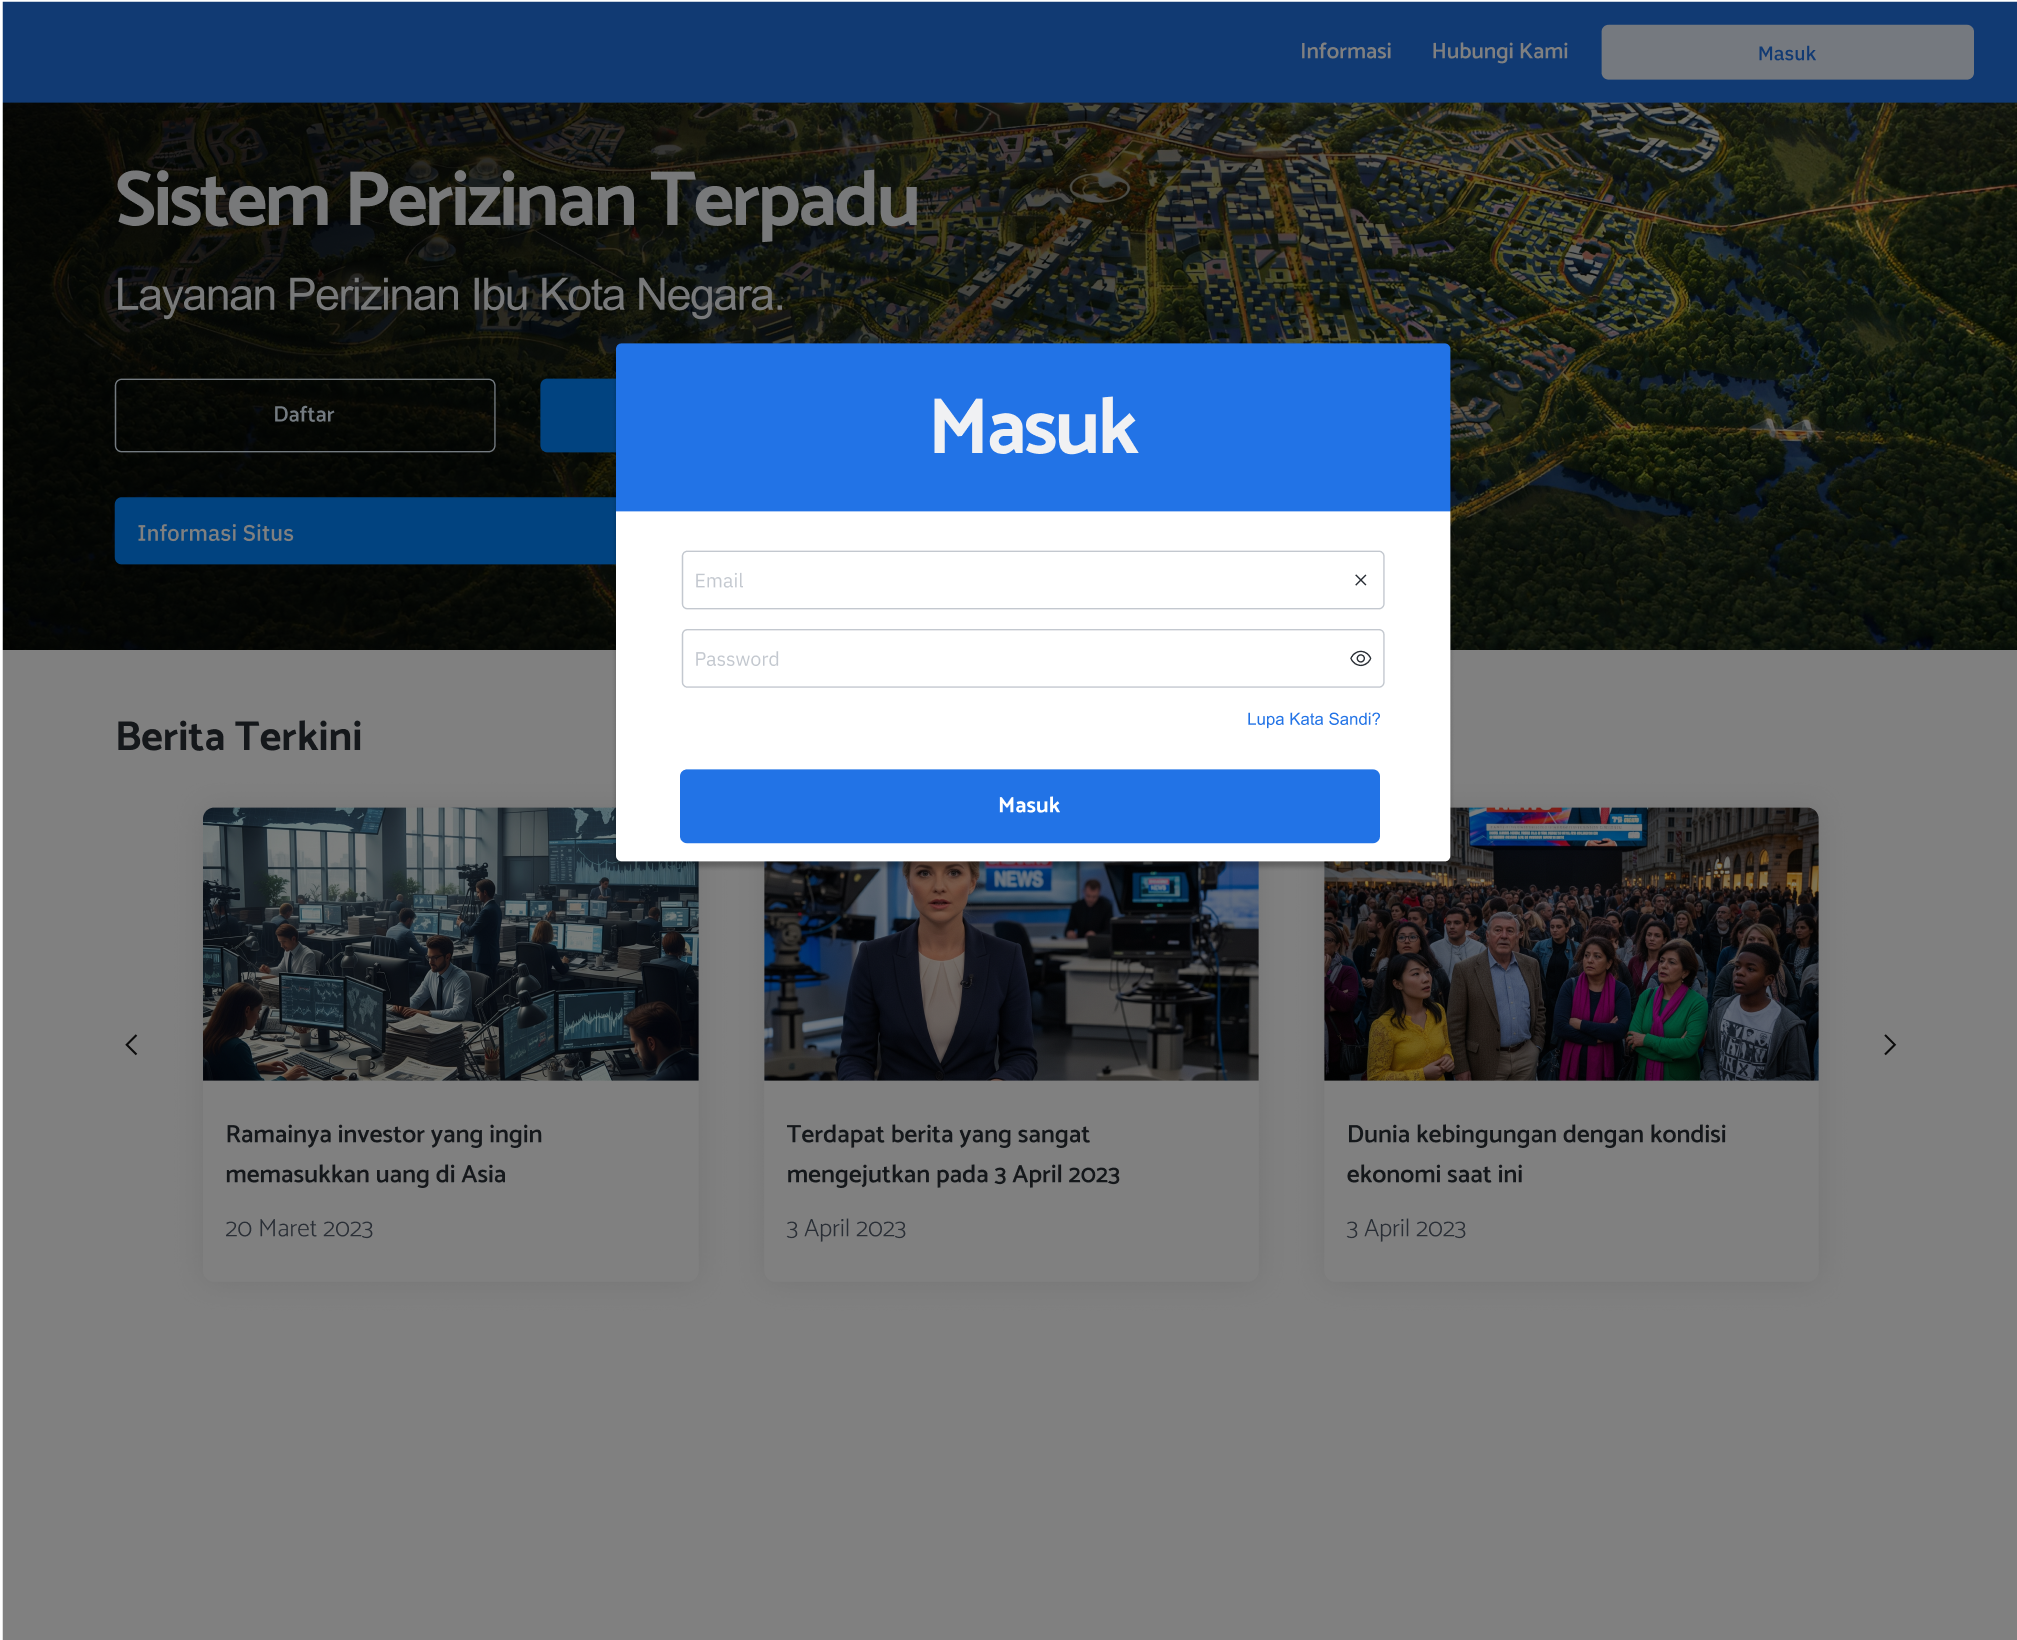 Informasi
Hubungi Kami
Masuk
Sistem Perizinan Terpadu
Layanan Perizinan Ibu Kota Negara.
Daftar
Informasi Situs
Masuk
Email
Password
Lupa Kata Sandi?
Masuk
Berita Terkini
NEWS
NEWS
Ramainya investor yang ingin
memasukkan uang di Asia
20 Maret 2023
Terdapat berita yang sangat
mengejutkan pada 3 April 2023
3 April 2023
Dunia kebingungan dengan kondisi
ekonomi saat ini
3 April 2023